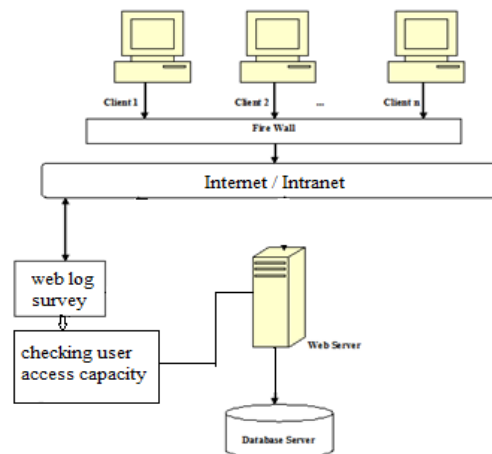 Client 1 Client 2 ... Client n
Fire Wall
Internet / Intranet
web log
survey
checking user
access capacity
Web Server
Database Server